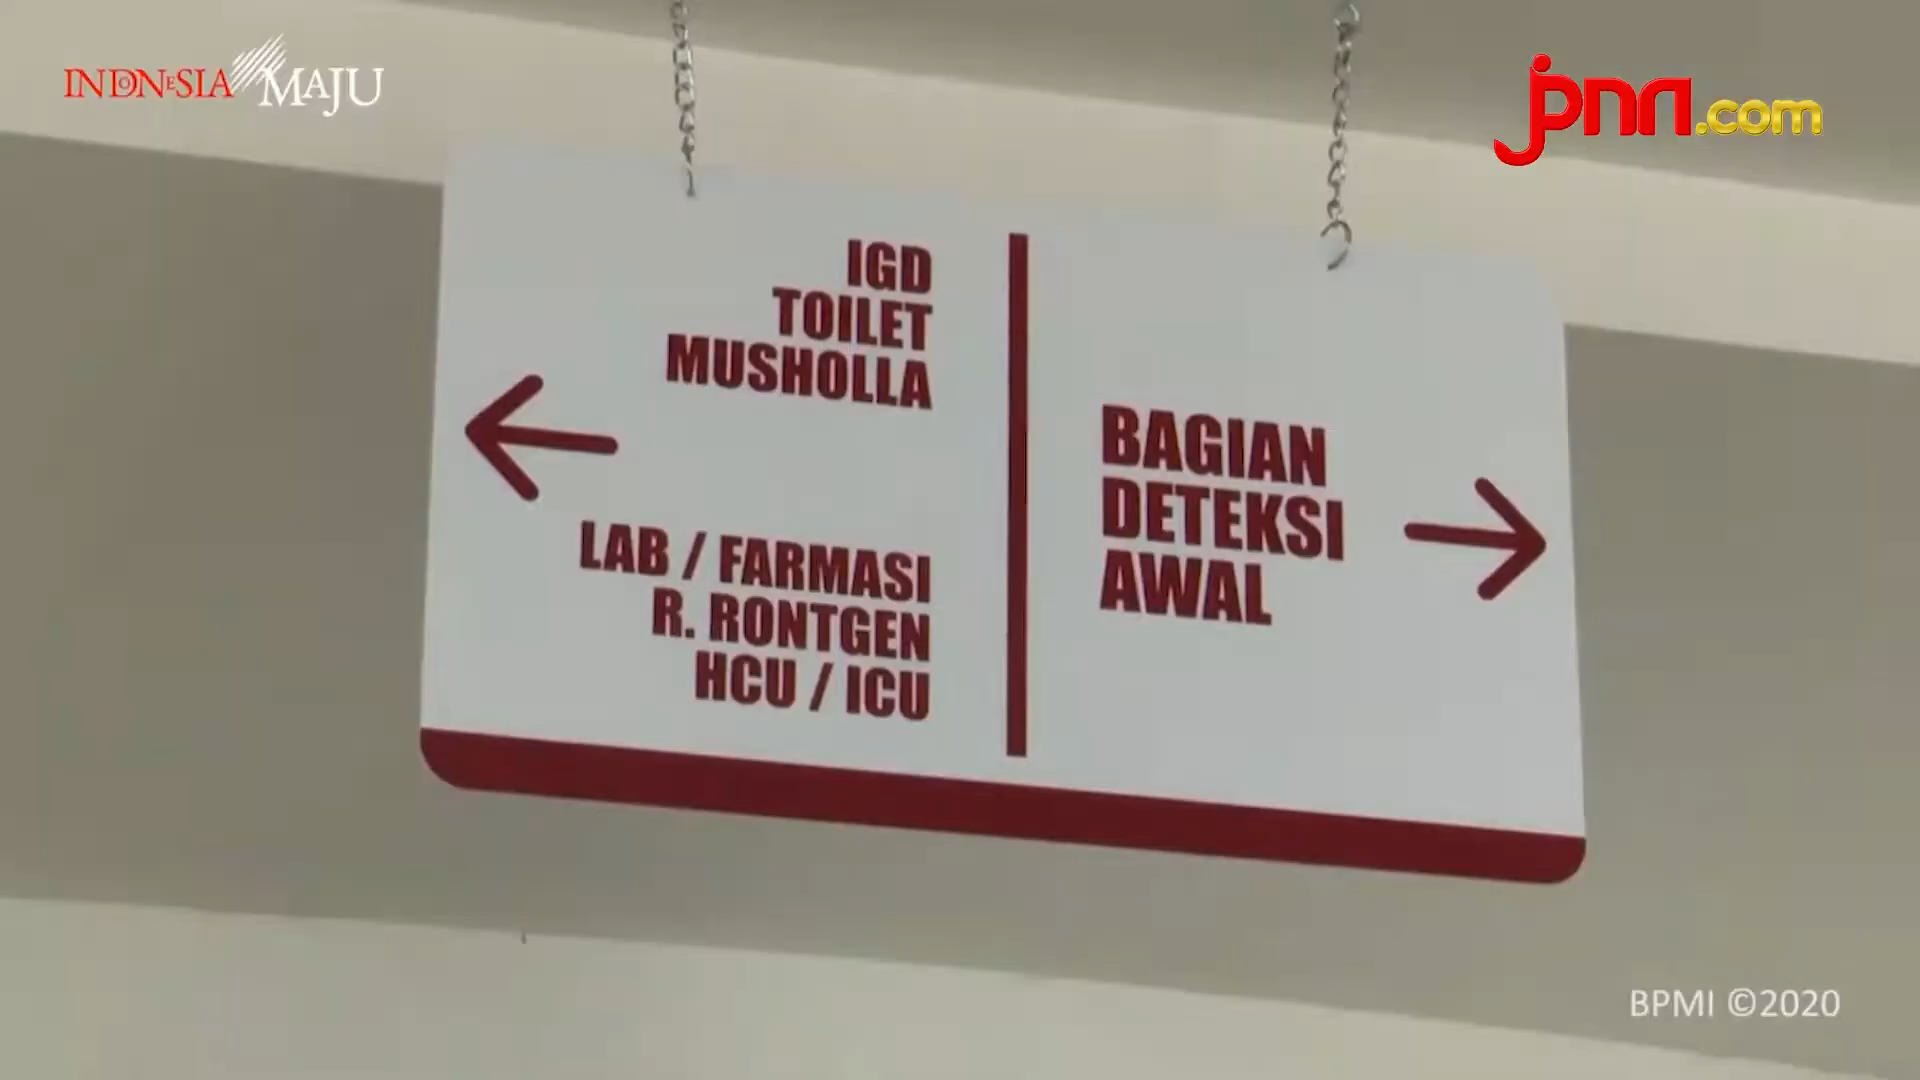 INDONESIA MAJU
jpnn.com
IGD
TOILET
MUSHOLLA
LAB / FARMASI
R. RONTGEN
HCU / ICU
BAGIAN
DETEKSI
AWAL
BPMI ©2020